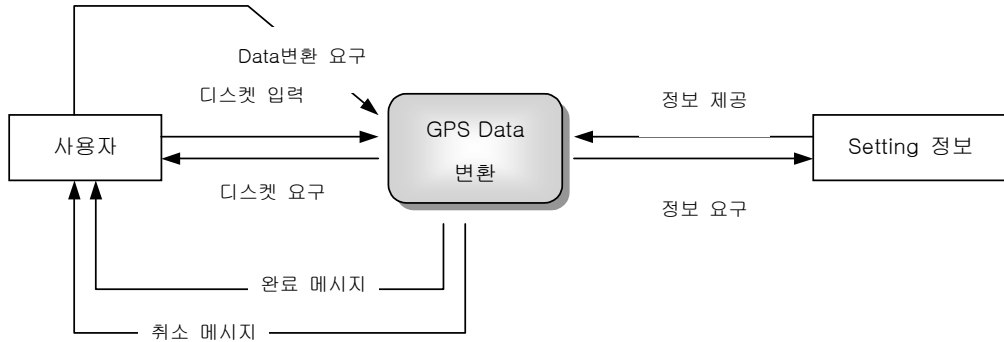 Data변환 요구
디스켓 입력
정보 제공
사용자
GPS Data
변환
Setting 정보
디스켓 요구
정보 요구
완료 메시지
취소 메시지